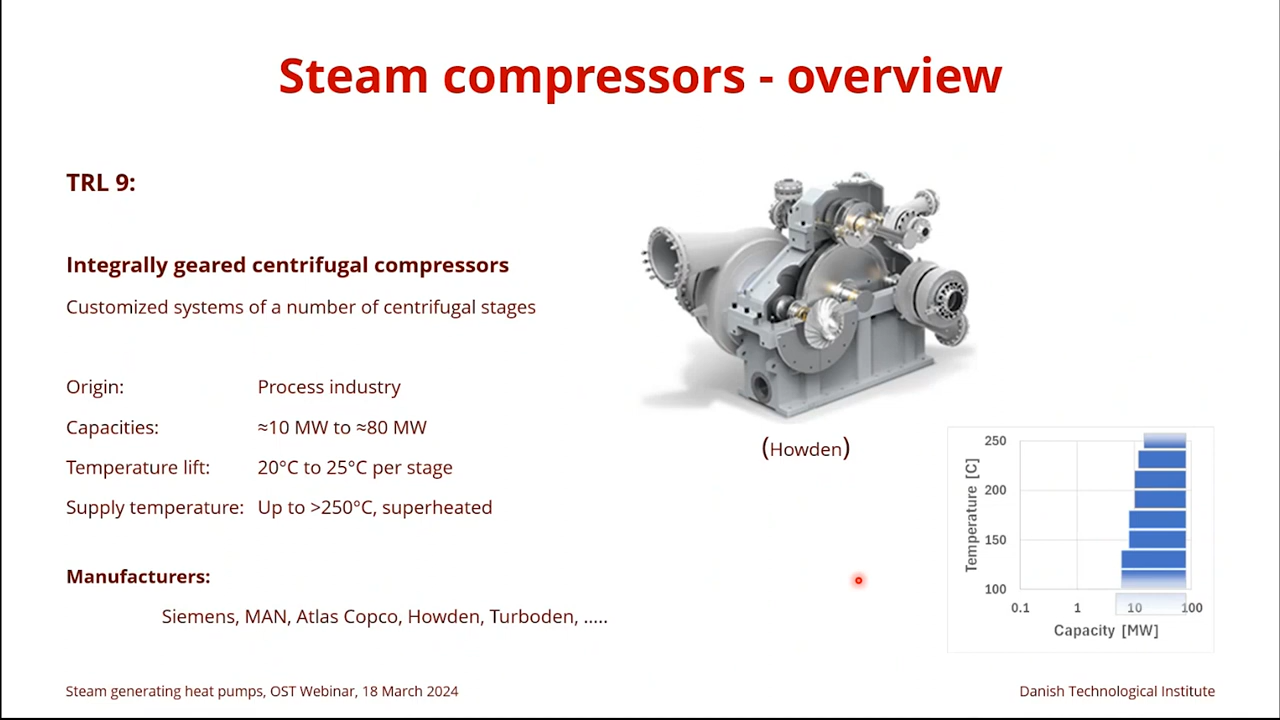 Steam compressors - overview
TRL 9:
Integrally geared centrifugal compressors
Customized systems of a number of centrifugal stages
Origin: Process industry
Capacities: ≈10 MW to ≈80 MW
Temperature lift: 20°C to 25°C per stage
Supply temperature: Up to >250°C, superheated
Manufacturers:
Siemens, MAN, Atlas Copco, Howden, Turboden, .....
(Howden)
Temperature [C]
250
200
150
100
0.1 1 10 100
Capacity [MW]
Steam generating heat pumps, OST Webinar, 18 March 2024
Danish Technological Institute